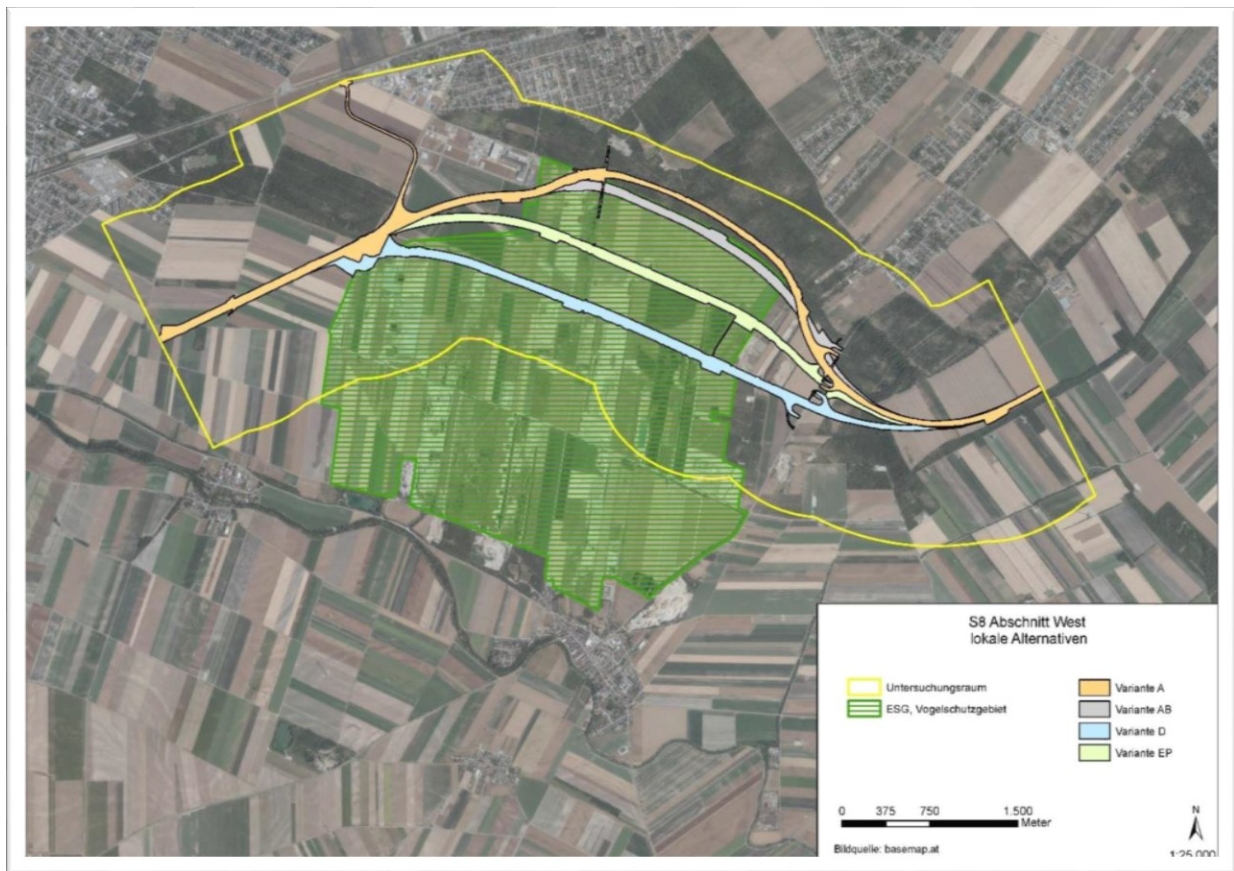 S8 Abschnitt West
lokale Alternativen
Untersuchungsraum
ESG, Vogelschutzgebiet
Variante A
Variante AB
Variante D
Variante EP
0 375 750 1.500
Meter
N
Bildquelle: basemap.at
1:25.000